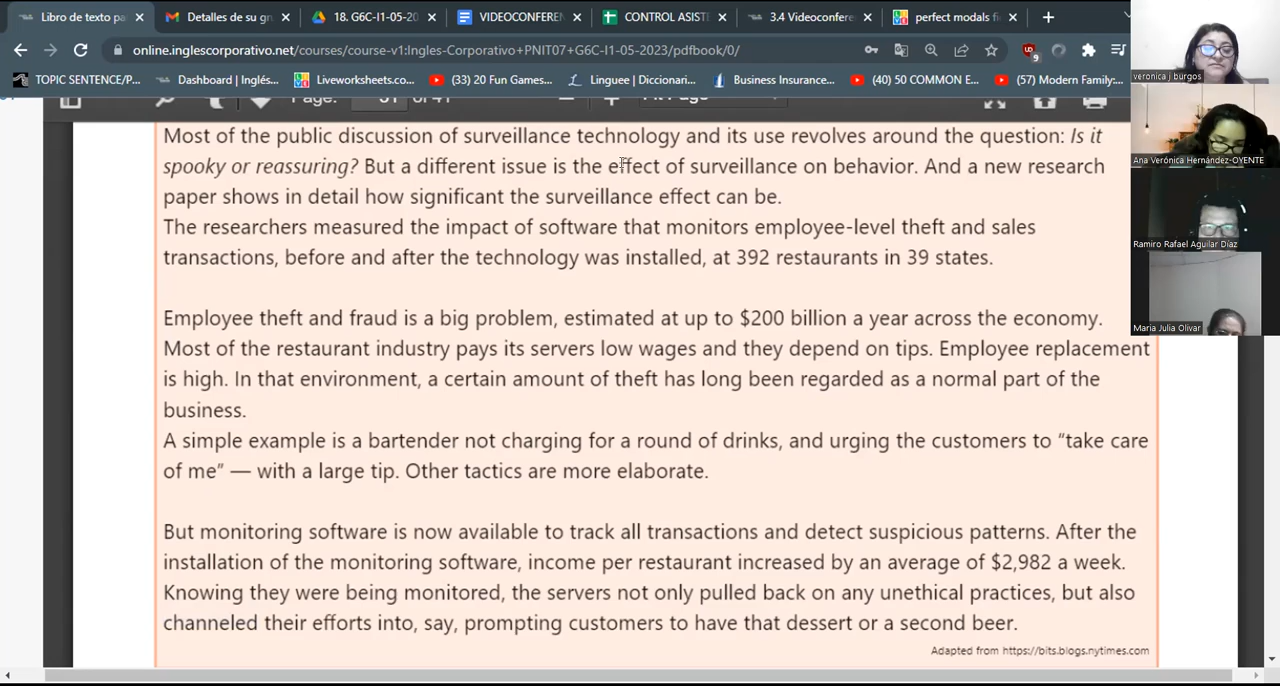 Libro de texto pa
Detalles de su gr
18. G6C-I1-05-20
VIDEOCONFEREN
CONTROL ASIST
3.4 Videoconfere
perfect modals fi
online.inglescorporativo.net/courses/course-v1:Ingles-Corporativo+PNIT07+G6C-I1-05-2023/pdfbook/0/
9
TOPIC SENTENCE/P...
Dashboard | Inglés...
Liveworksheets.co...
(33) 20 Fun Games...
Linguee | Diccionari...
Business Insurance...
(40) 50 COMMON E...
(57) Modern Family:...
veronica j burgos
Ana Verónica Hernández-OYENTE
Ramiro Rafael Aguilar Díaz
Maria Julia Olivar
Page: 31 of 41
Most of the public discussion of surveillance technology and its use revolves around the question: Is it
spooky or reassuring? But a different issue is the effect of surveillance on behavior. And a new research
paper shows in detail how significant the surveillance effect can be.
The researchers measured the impact of software that monitors employee-level theft and sales
transactions, before and after the technology was installed, at 392 restaurants in 39 states.
Employee theft and fraud is a big problem, estimated at up to $200 billion a year across the economy.
Most of the restaurant industry pays its servers low wages and they depend on tips. Employee replacement
is high. In that environment, a certain amount of theft has long been regarded as a normal part of the
business.
A simple example is a bartender not charging for a round of drinks, and urging the customers to “take care
of me” — with a large tip. Other tactics are more elaborate.
But monitoring software is now available to track all transactions and detect suspicious patterns. After the
installation of the monitoring software, income per restaurant increased by an average of $2,982 a week.
Knowing they were being monitored, the servers not only pulled back on any unethical practices, but also
channeled their efforts into, say, prompting customers to have that dessert or a second beer.
Adapted from https://bits.blogs.nytimes.com